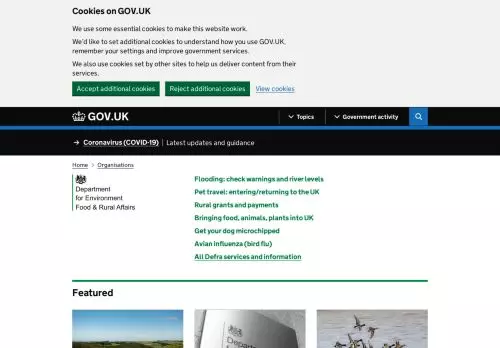 Cookies on GOV.UK
We use some essential cookies to make this website work.
We'd like to set additional cookies to understand how you use GOV.UK,
remember your settings and improve government services.
We also use cookies set by other sites to help us deliver content from their
services.
Accept additional cookies
Reject additional cookies
View cookies
GOV.UK
Topics
Government activity
Coronavirus (COVID-19)
Latest updates and guidance
Home
Organisations
Department
for Environment
Food & Rural Affairs
Flooding: check warnings and river levels
Pet travel: entering/returning to the UK
Rural grants and payments
Bringing food, animals, plants into UK
Get your dog microchipped
Avian influenza (bird flu)
All Defra services and information
Featured